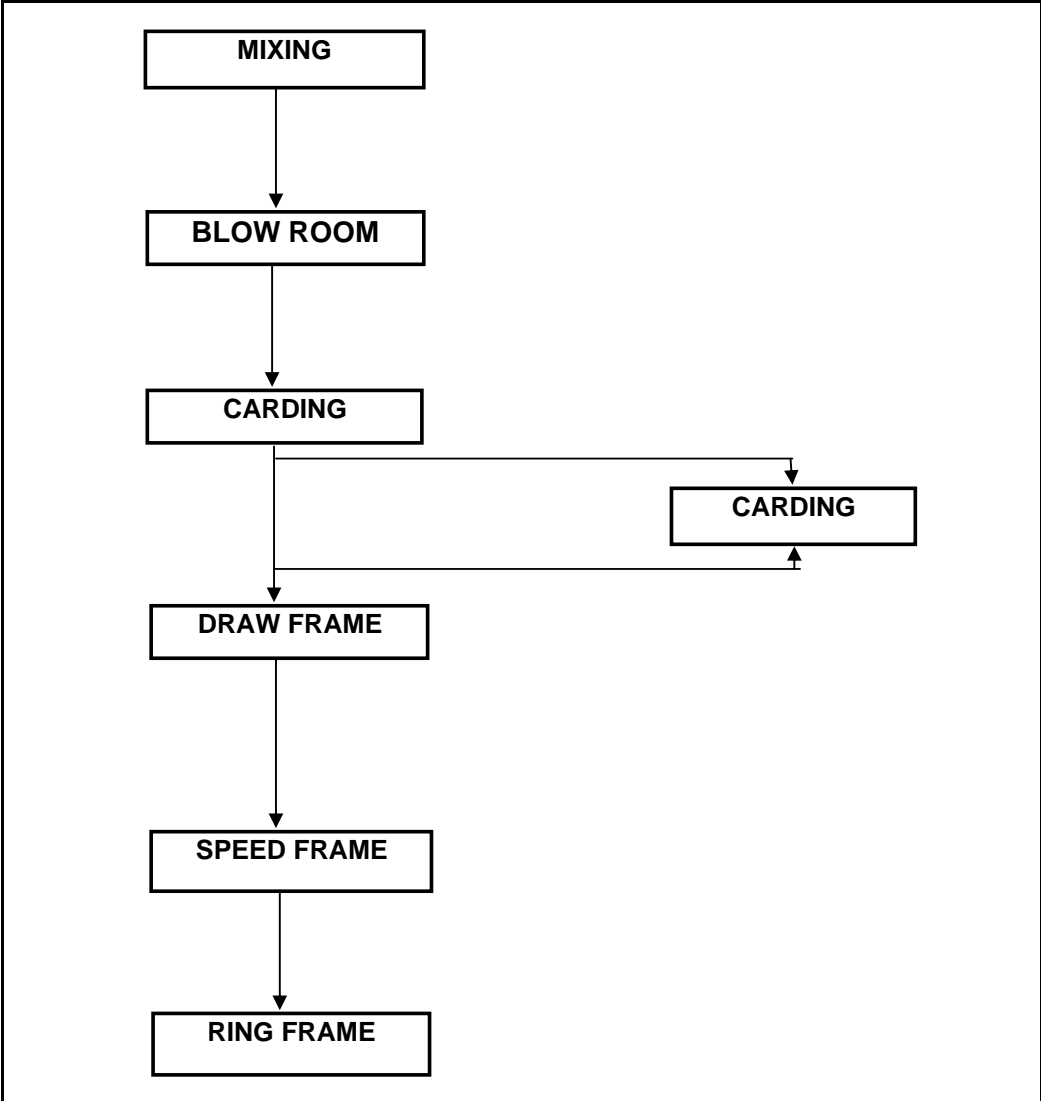 MIXING
BLOW ROOM
CARDING
CARDING
DRAW FRAME
SPEED FRAME
RING FRAME